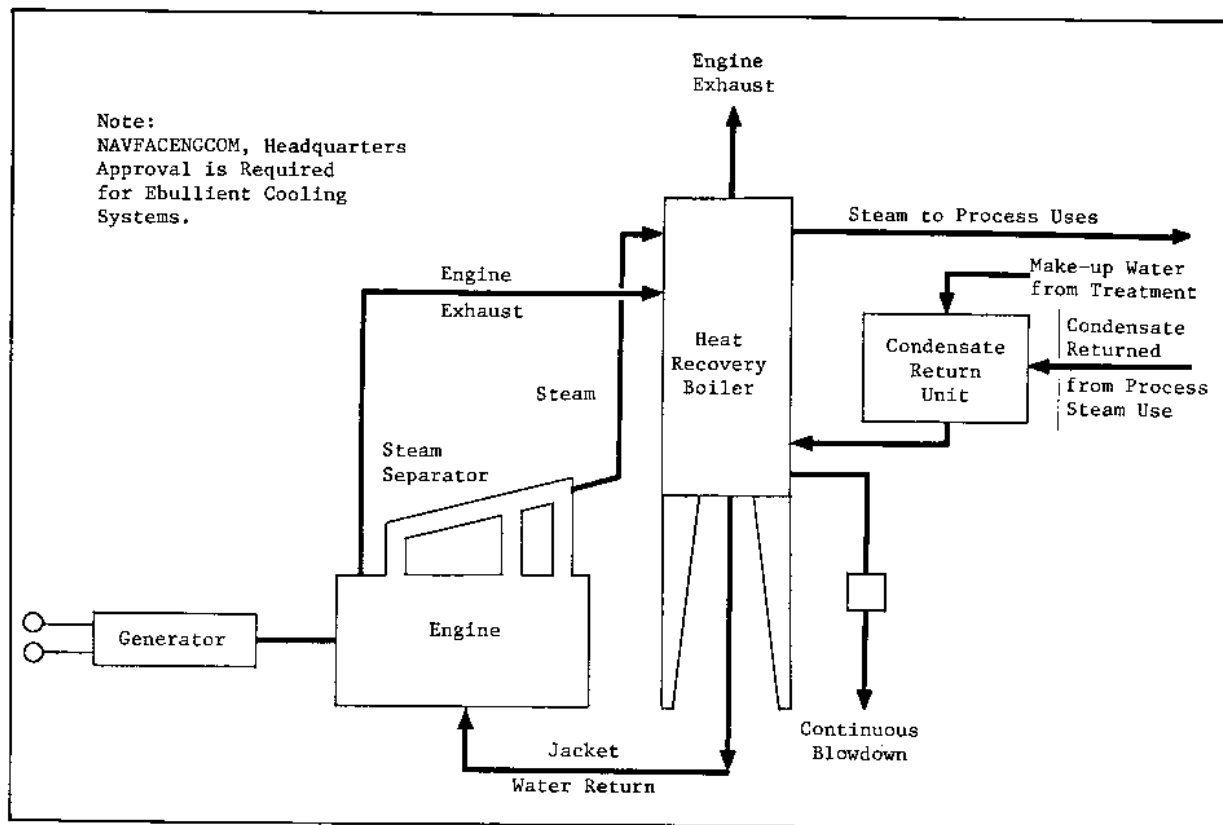 Engine
Exhaust
Note:
NAVFACENGCOM, Headquarters
Approval is Required
for Ebullient Cooling
Systems.
Steam to Process Uses
Engine
Exhaust
Make-up Water
from Treatment
Heat
Recovery
Boiler
Condensate
Return
Unit
Condensate
Returned
from Process
Steam Use
Steam
Steam
Separator
Generator
Engine
Continuous
Blowdown
Jacket
Water Return